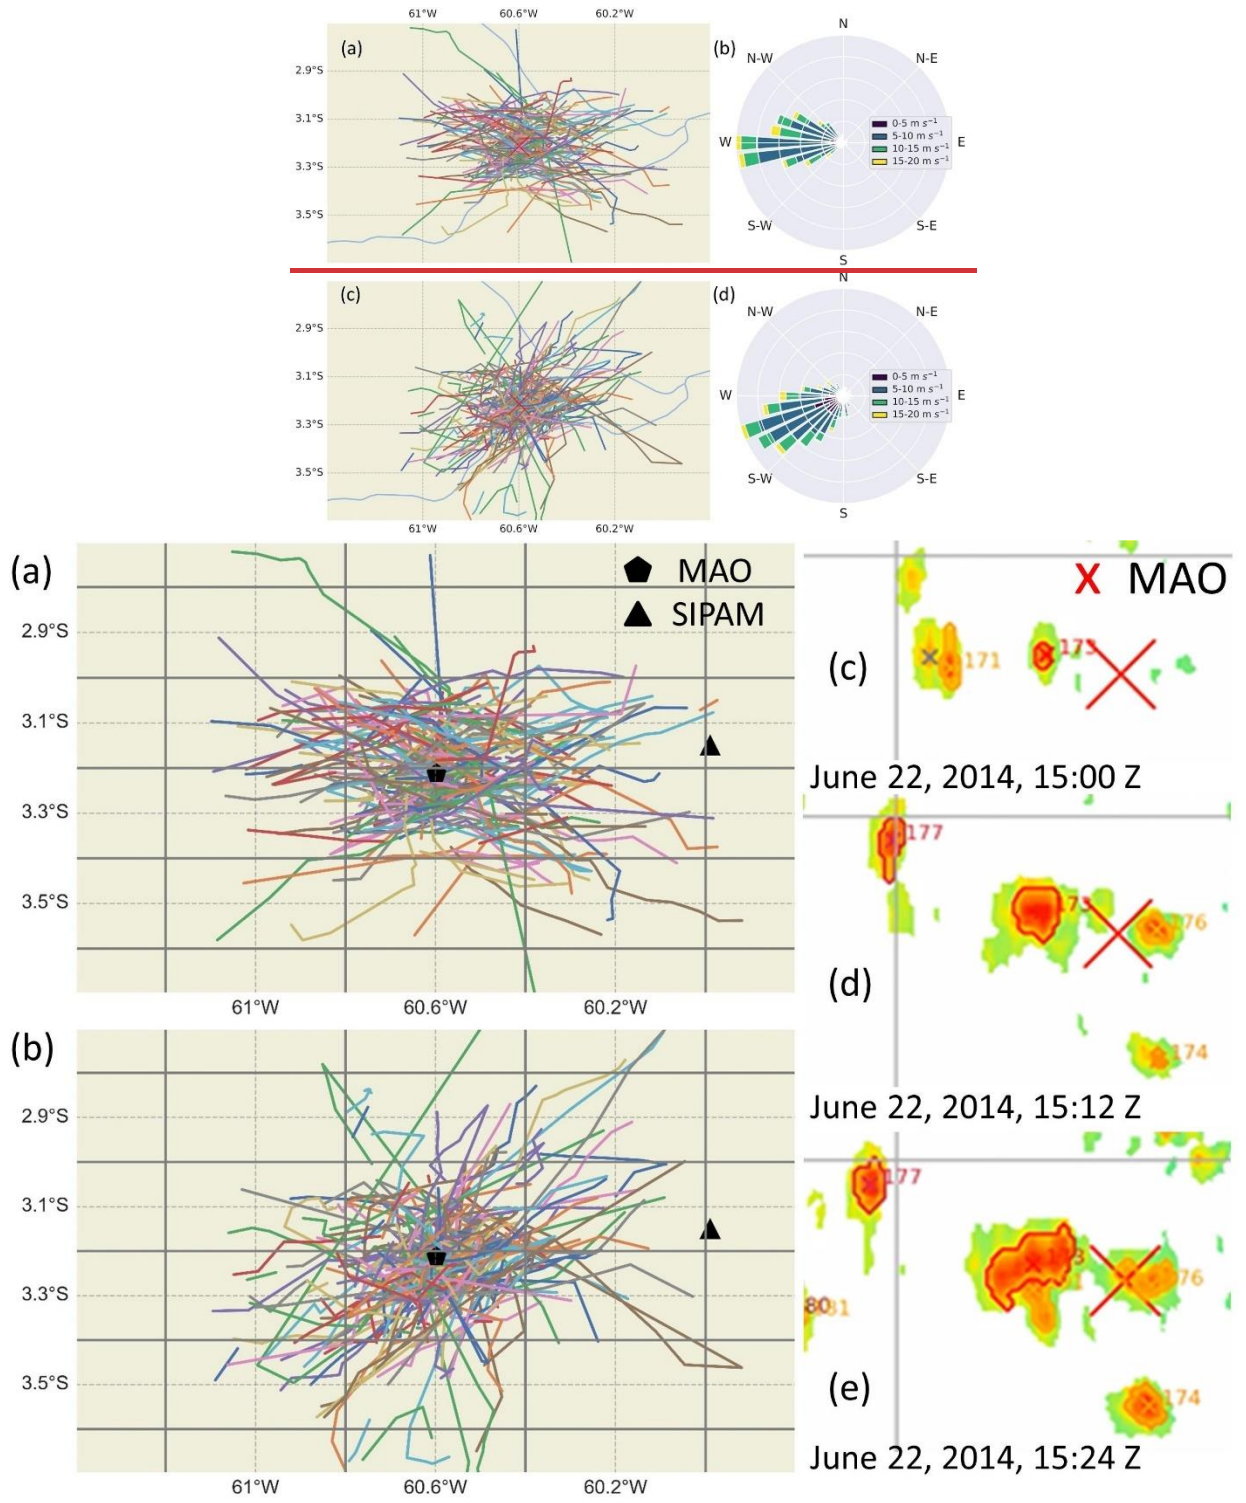 61°W 60.6°W 60.2°W
(a)
2.9°S
3.1°S
3.3°S
3.5°S
(b)
N
N-W N-E
W E
S-W S-E
S
0-5 m s⁻¹
5-10 m s⁻¹
10-15 m s⁻¹
15-20 m s⁻¹
(c)
2.9°S
3.1°S
3.3°S
3.5°S
61°W 60.6°W 60.2°W
(d)
N
N-W N-E
W E
S-W S-E
S
0-5 m s⁻¹
5-10 m s⁻¹
10-15 m s⁻¹
15-20 m s⁻¹
(a)
MAO
SIPAM
2.9°S
3.1°S
3.3°S
3.5°S
61°W 60.6°W 60.2°W
(b)
2.9°S
3.1°S
3.3°S
3.5°S
61°W 60.6°W 60.2°W
X MAO
173
171
(c)
June 22, 2014, 15:00 Z
177
173
176
(d)
174
June 22, 2014, 15:12 Z
177
176
(e)
174
June 22, 2014, 15:24 Z